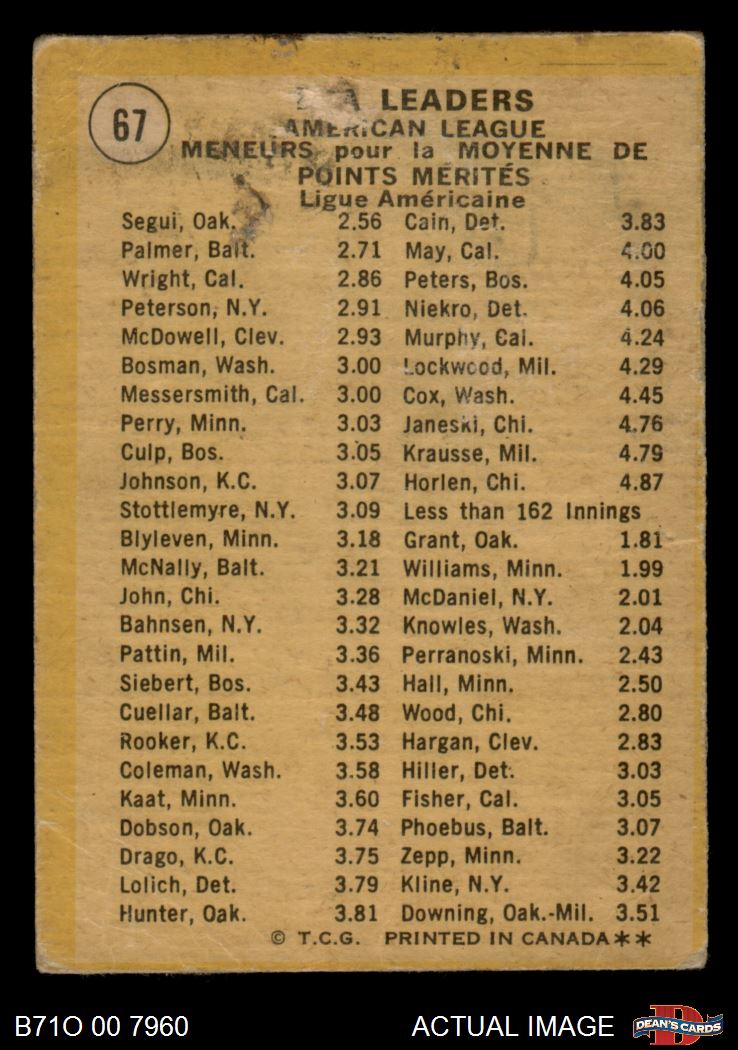 67
LEADERS
AMERICAN LEAGUE
MENEURS pour la MOYENNE DE
POINTS MÉRITÉS
Ligue Américaine
Segui, Oak. 2.56
Palmer, Balt. 2.71
Wright, Cal. 2.86
Peterson, N.Y. 2.91
McDowell, Clev. 2.93
Bosman, Wash. 3.00
Messersmith, Cal. 3.00
Perry, Minn. 3.03
Culp, Bos. 3.05
Johnson, K.C. 3.07
Stottlemyre, N.Y. 3.09
Blyleven, Minn. 3.18
McNally, Balt. 3.21
John, Chi. 3.28
Bahnsen, N.Y. 3.32
Pattin, Mil. 3.36
Siebert, Bos. 3.43
Cuellar, Balt. 3.48
Rooker, K.C. 3.53
Coleman, Wash. 3.58
Kaat, Minn. 3.60
Dobson, Oak. 3.74
Drago, K.C. 3.75
Lolich, Det. 3.79
Hunter, Oak. 3.81
Cain, Det. 3.83
May, Cal. 4.00
Peters, Bos. 4.05
Niekro, Det. 4.06
Murphy, Cal. 4.24
Lockwood, Mil. 4.29
Cox, Wash. 4.45
Janeski, Chi. 4.76
Krausse, Mil. 4.79
Horlen, Chi. 4.87
Less than 162 Innings
Grant, Oak. 1.81
Williams, Minn. 1.99
McDaniel, N.Y. 2.01
Knowles, Wash. 2.04
Perranoski, Minn. 2.43
Hall, Minn. 2.50
Wood, Chi. 2.80
Hargan, Clev. 2.83
Hiller, Det. 3.03
Fisher, Cal. 3.05
Phoebus, Balt. 3.07
Zepp, Minn. 3.22
Kline, N.Y. 3.42
Downing, Oak.-Mil. 3.51
© T.C.G. PRINTED IN CANADA**
B71O 00 7960
ACTUAL IMAGE
DEAN'S CARDS